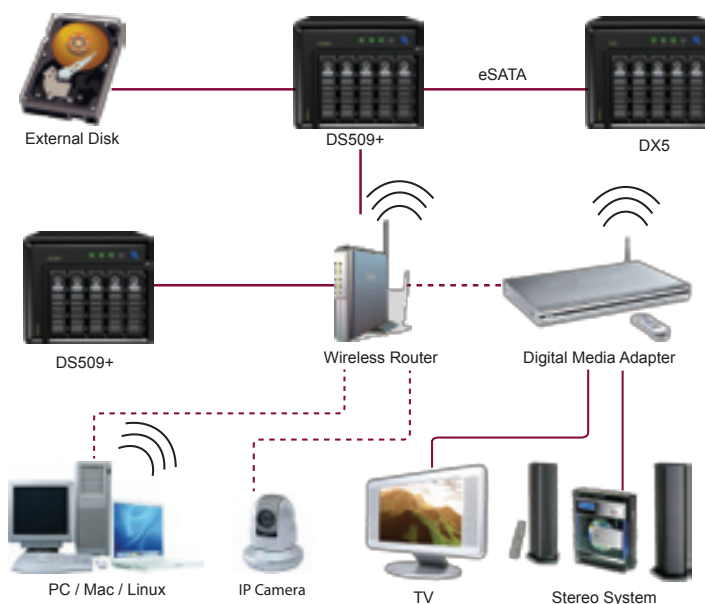 eSATA
External Disk
DS509+
DX5
DS509+
Wireless Router
Digital Media Adapter
PC / Mac / Linux
IP Camera
TV
Stereo System